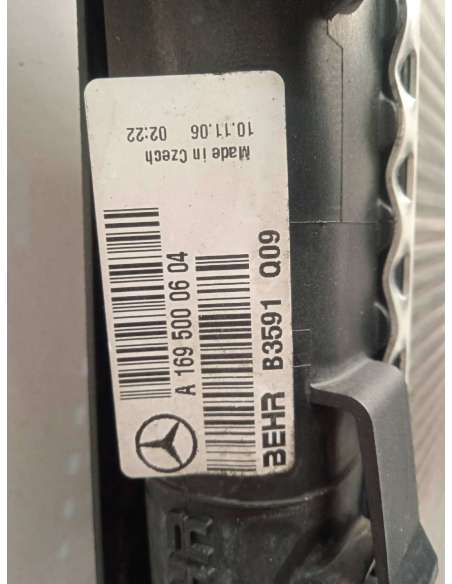 A 169 500 06 04
BEHR B3591 Q09
Made in Czech
10.11.06 02:22